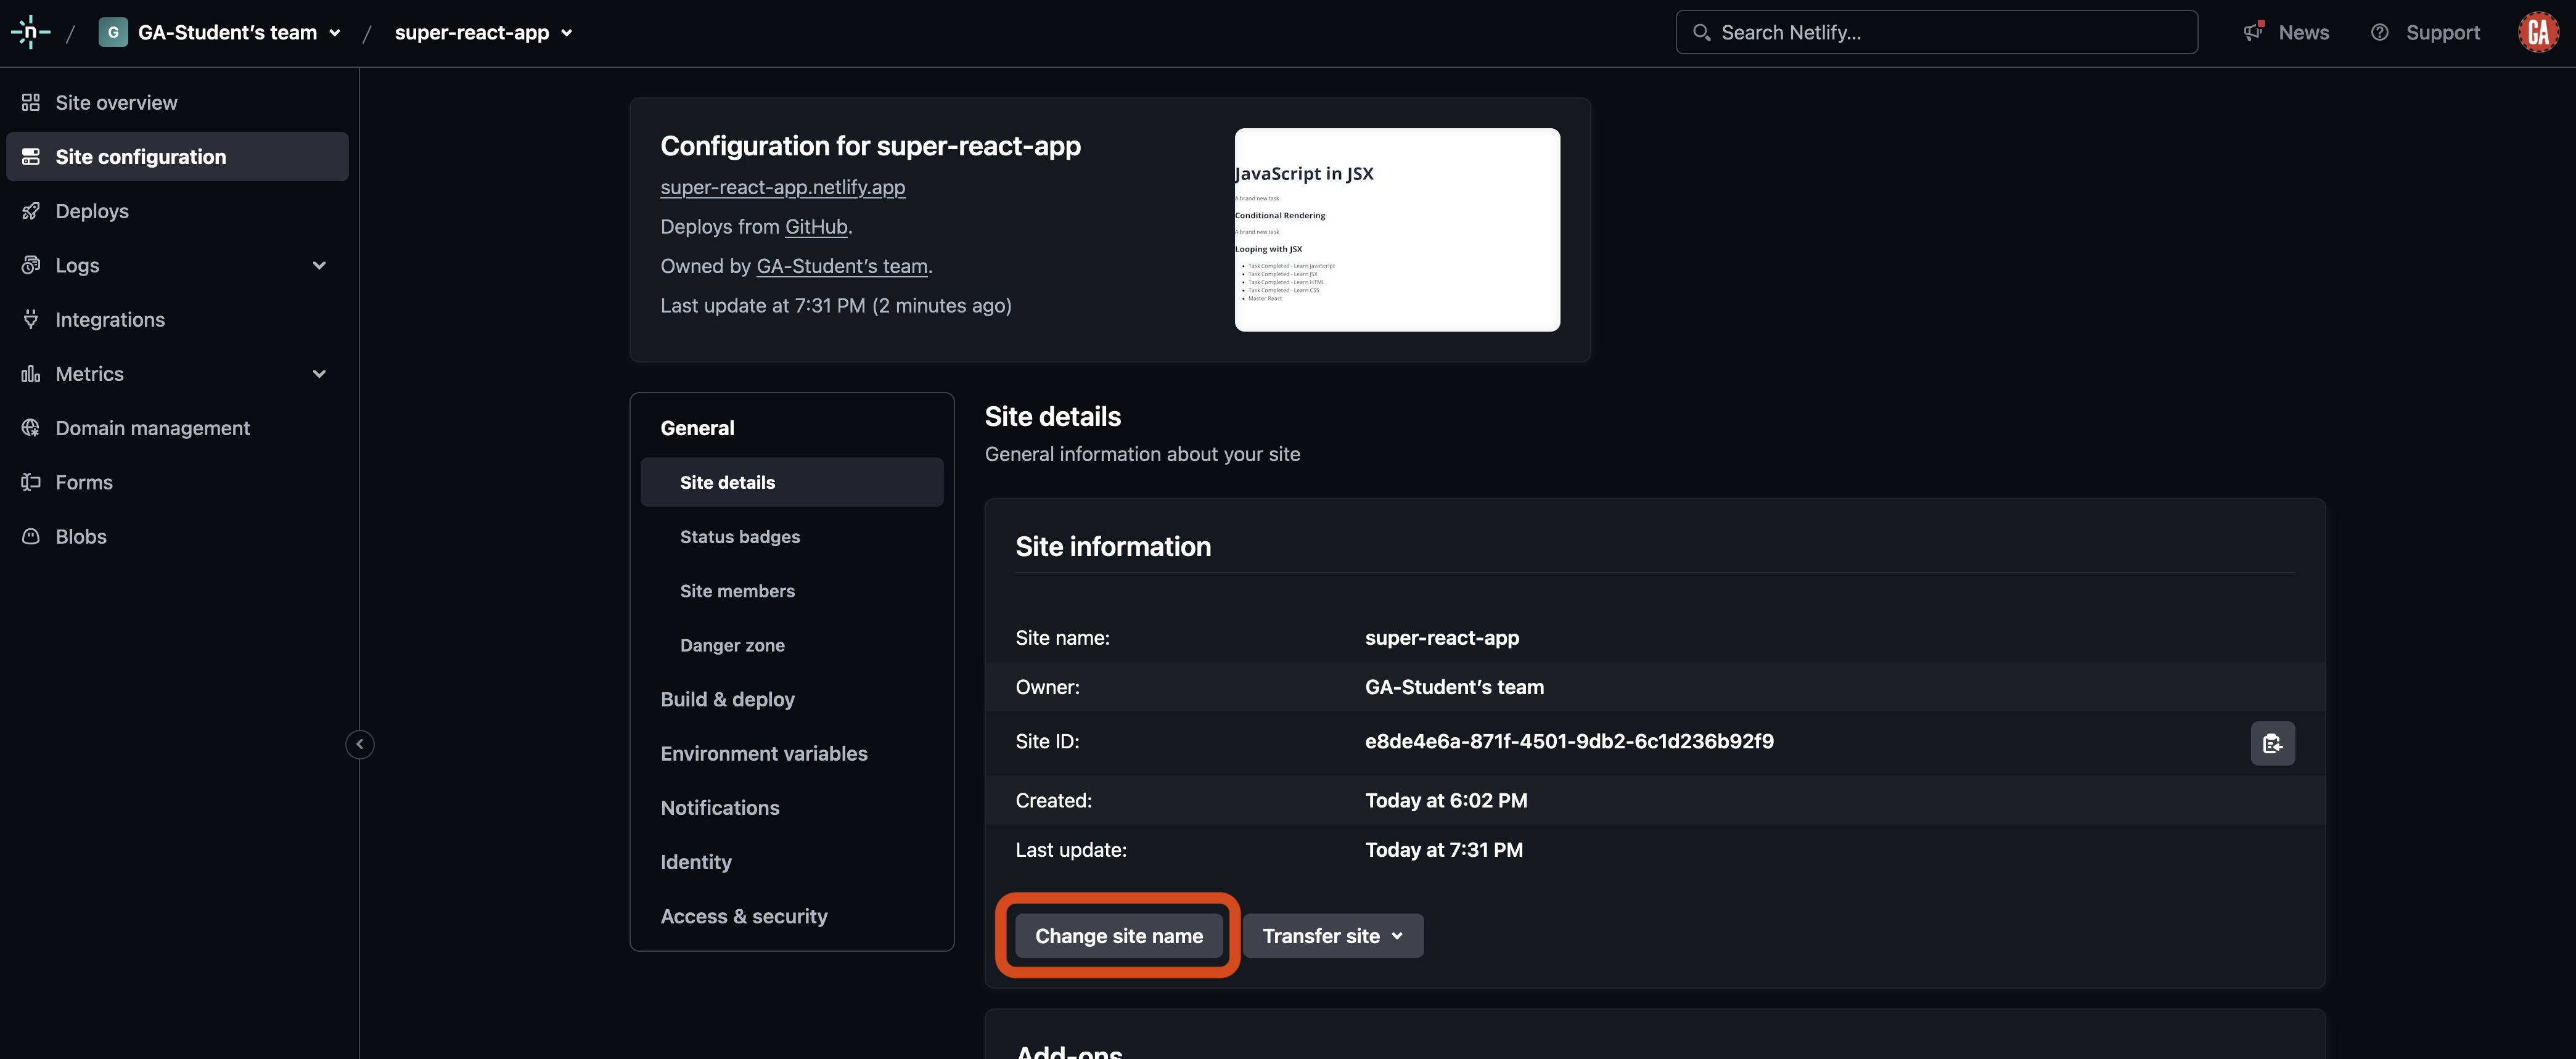 n / G GA-Student’s team / super-react-app
Search Netlify...
News
Support
GA
Site overview
Site configuration
Deploys
Logs
Integrations
Metrics
Domain management
Forms
Blobs
Configuration for super-react-app
super-react-app.netlify.app
Deploys from GitHub.
Owned by GA-Student’s team.
Last update at 7:31 PM (2 minutes ago)
JavaScript in JSX
A brand new task
Conditional Rendering
A brand new task
Looping with JSX
Task Completed - Learn JavaScript
Task Completed - Learn JSX
Task Completed - Learn HTML
Task Completed - Learn CSS
Master React
General
Site details
Status badges
Site members
Danger zone
Build & deploy
Environment variables
Notifications
Identity
Access & security
Site details
General information about your site
Site information
Site name: super-react-app
Owner: GA-Student’s team
Site ID: e8de4e6a-871f-4501-9db2-6c1d236b92f9
Created: Today at 6:02 PM
Last update: Today at 7:31 PM
Change site name
Transfer site
Add-ons